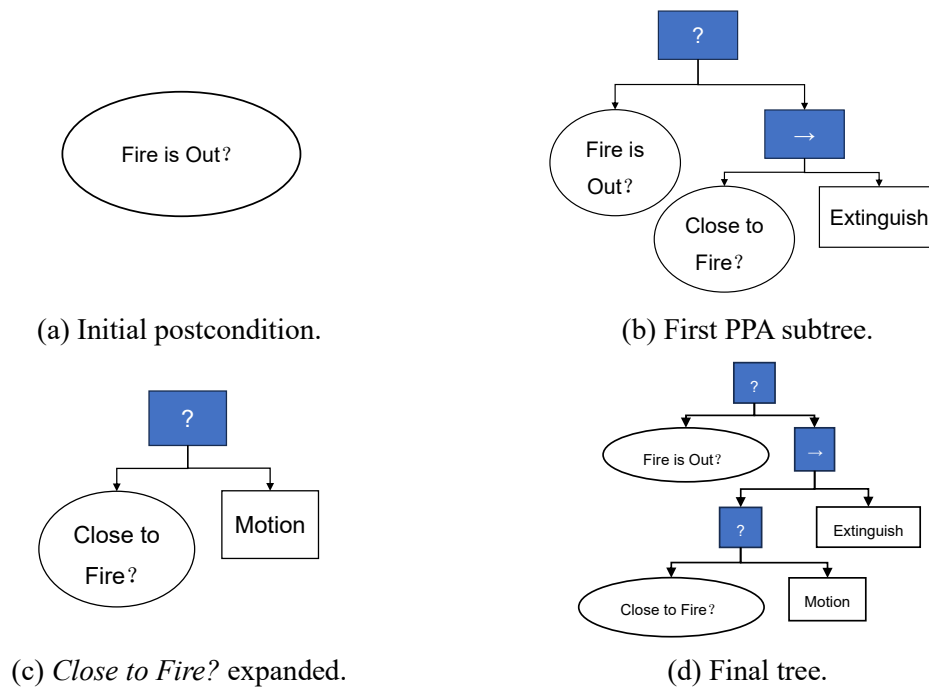 Fire is Out?
(a) Initial postcondition.
?
Fire is
Out?
→
Close to
Fire?
Extinguish
(b) First PPA subtree.
?
Close to
Fire?
Motion
(c) Close to Fire? expanded.
?
Fire is Out?
→
?
Extinguish
Close to Fire?
Motion
(d) Final tree.